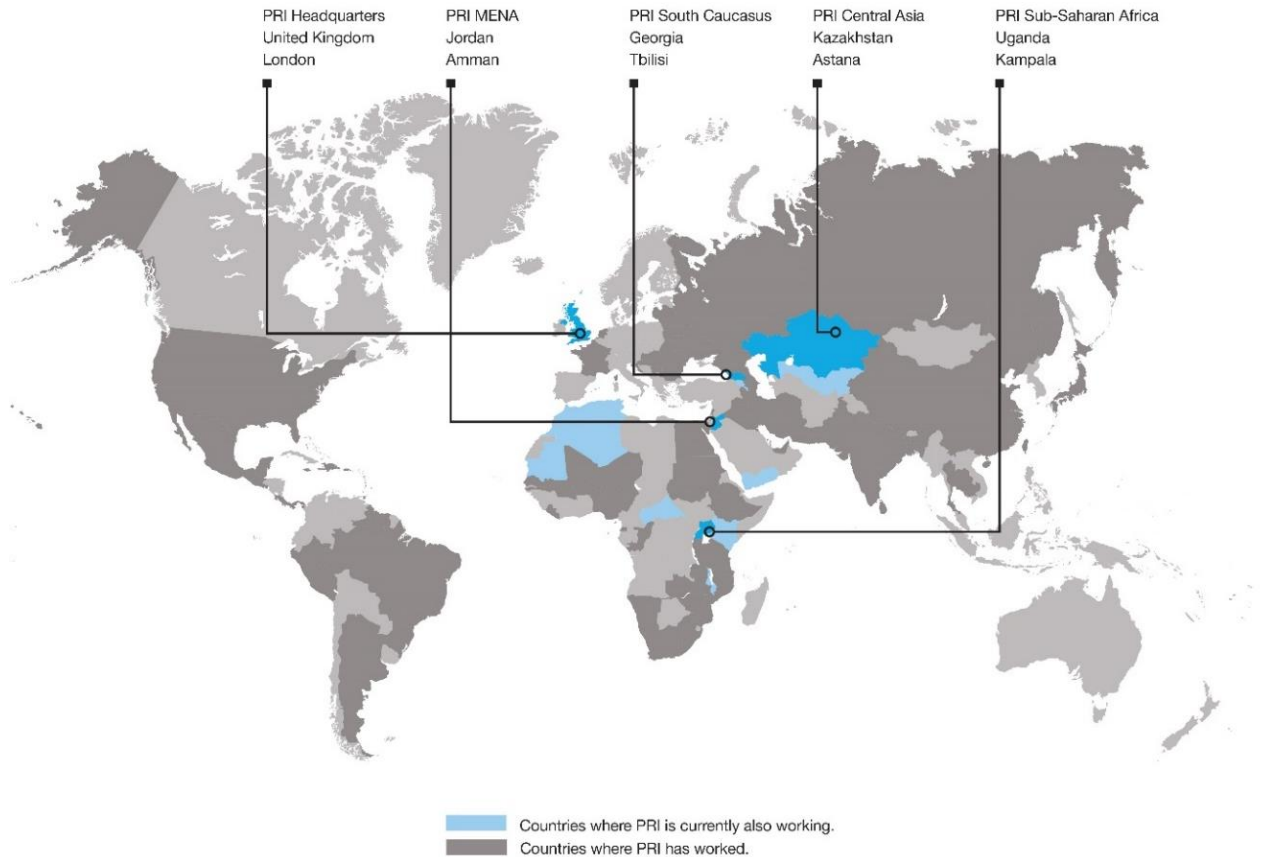 PRI Headquarters
United Kingdom
London
PRI MENA
Jordan
Amman
PRI South Caucasus
Georgia
Tbilisi
PRI Central Asia
Kazakhstan
Astana
PRI Sub-Saharan Africa
Uganda
Kampala
Countries where PRI is currently also working.
Countries where PRI has worked.